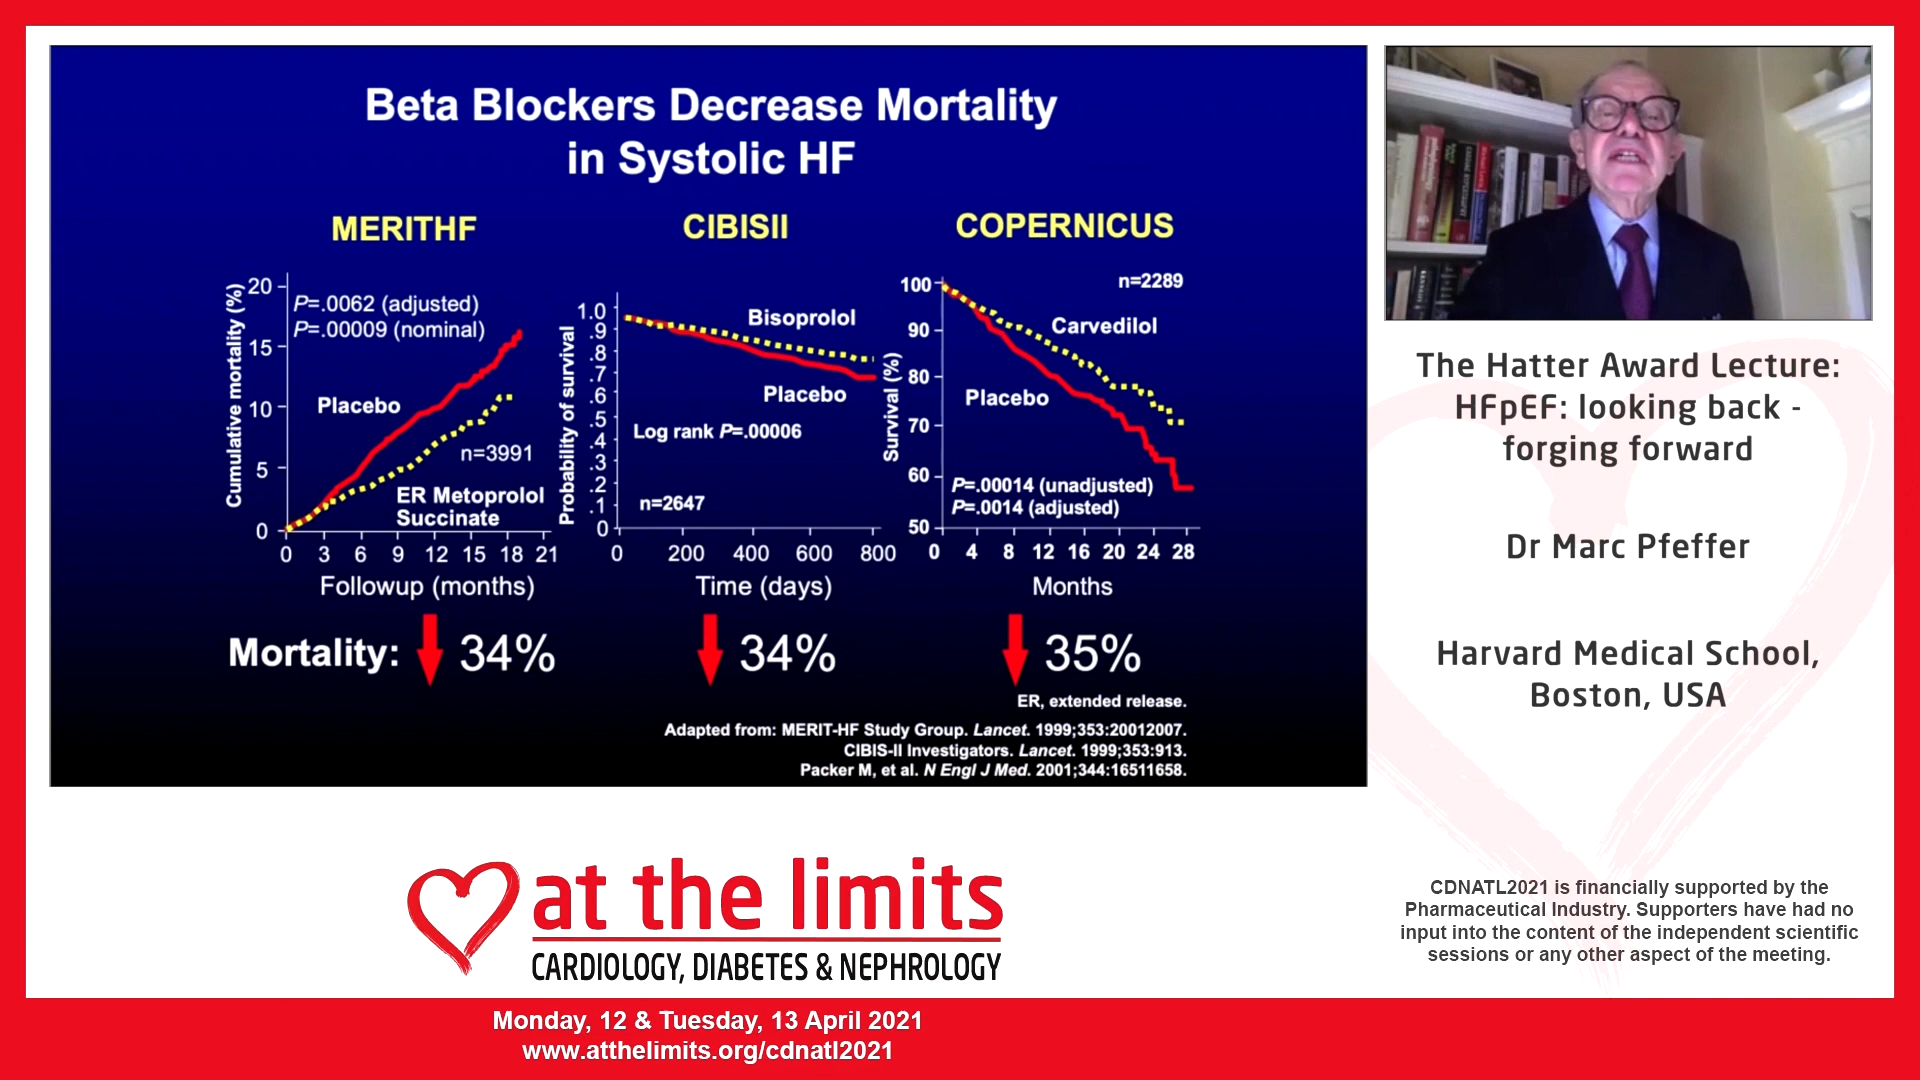 Beta Blockers Decrease Mortality
in Systolic HF
MERITHF
CIBISII
COPERNICUS
Cumulative mortality (%)
20
15
10
5
0
P=.0062 (adjusted)
P=.00009 (nominal)
Placebo
n=3991
ER Metoprolol
Succinate
0 3 6 9 12 15 18 21
Followup (months)
Probability of survival
1.0
.9
.8
.7
.6
.5
.4
.3
.2
.1
0
Bisoprolol
Placebo
Log rank P=.00006
n=2647
0 200 400 600 800
Time (days)
Survival (%)
100
90
80
70
60
50
n=2289
Carvedilol
Placebo
P=.00014 (unadjusted)
P=.0014 (adjusted)
0 4 8 12 16 20 24 28
Months
Mortality: 34% 34% 35%
ER, extended release.
Adapted from: MERIT-HF Study Group. Lancet. 1999;353:20012007.
CIBIS-II Investigators. Lancet. 1999;353:913.
Packer M, et al. N Engl J Med. 2001;344:16511658.
The Hatter Award Lecture:
HFpEF: looking back -
forging forward
Dr Marc Pfeffer
Harvard Medical School,
Boston, USA
at the limits
CARDIOLOGY, DIABETES & NEPHROLOGY
CDNATL2021 is financially supported by the
Pharmaceutical Industry. Supporters have had no
input into the content of the independent scientific
sessions or any other aspect of the meeting.
Monday, 12 & Tuesday, 13 April 2021
www.atthelimits.org/cdnatl2021